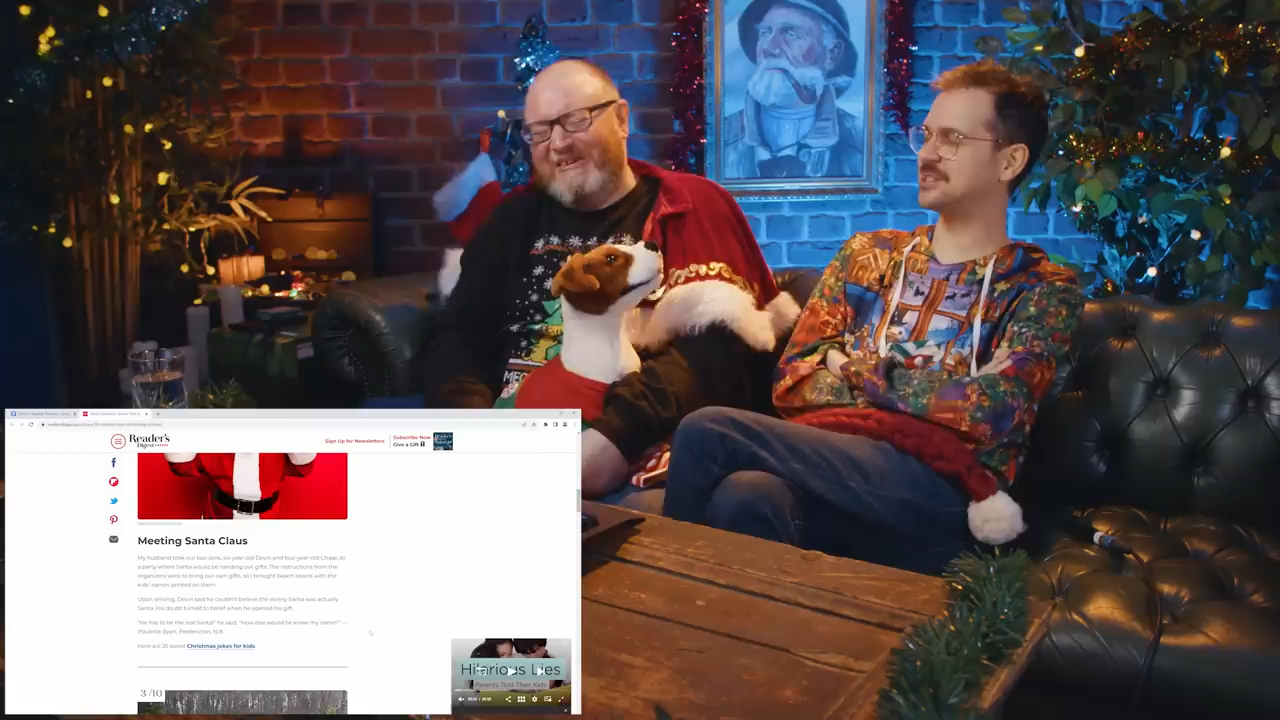 Reader's
Digest
Sign Up for Newsletters
Subscribe Now
Give a Gift
Meeting Santa Claus
My husband took our two sons, six-year-old Devin and four-year-old Chase, to
a party where Santa would be handing out gifts. The instructions from the
organizers were to bring our own gifts, so I brought beach towels with the
kids' names printed on them.
Upon arriving, Devin said he couldn't believe the skinny Santa was actually
Santa. His doubt turned to belief when he opened his gift.
"He has to be the real Santa!" he said. "How else would he know my name?" —
Paulette Ryan, Fredericton, N.B.
Here are 25 sweet Christmas jokes for kids.
3 /10
Hilarious Lies
Parents Told Their Kids